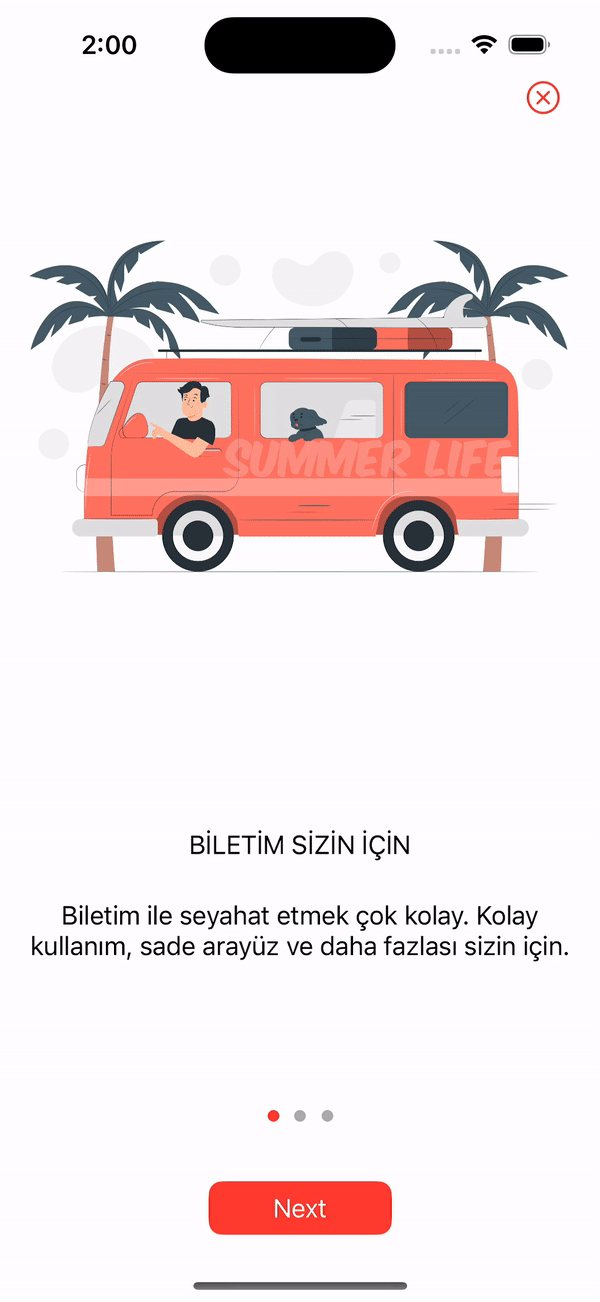 2:00
SUMMER LIFE
BİLETİM SİZİN İÇİN
Biletim ile seyahat etmek çok kolay. Kolay
kullanım, sade arayüz ve daha fazlası sizin için.
Next